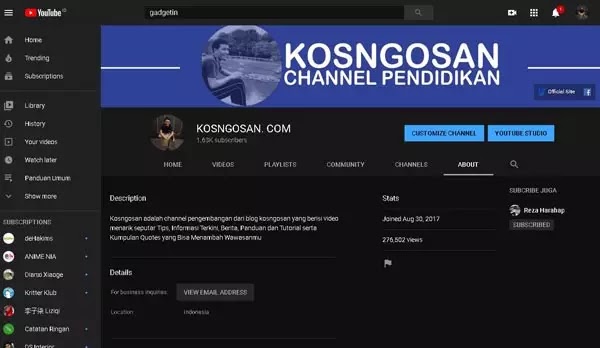 YouTube ID
gadgetin
Home
Trending
Subscriptions
Library
History
Your videos
Watch later
Panduan Umum
Show more
SUBSCRIPTIONS
deHakims
ANIME NIA
Dianxi Xiaoge
Kritter Klub
李子柒 Liziqi
Catatan Ringan
DS Interior
KOSNGOSAN
CHANNEL PENDIDIKAN
Official Site
KOSNGOSAN. COM
1.63K subscribers
CUSTOMIZE CHANNEL
YOUTUBE STUDIO
HOME
VIDEOS
PLAYLISTS
COMMUNITY
CHANNELS
ABOUT
Description
Kosngosan adalah channel pengembangan dari blog kosngosan yang berisi video
menarik seputar Tips, Informasi Terkini, Berita, Panduan dan Tutorial serta
Kumpulan Quotes yang Bisa Menambah Wawasanmu
Details
For business inquiries:
VIEW EMAIL ADDRESS
Location:
Indonesia
Stats
Joined Aug 30, 2017
276,502 views
SUBCRIBE JUGA
Reza Harahap
SUBSCRIBED